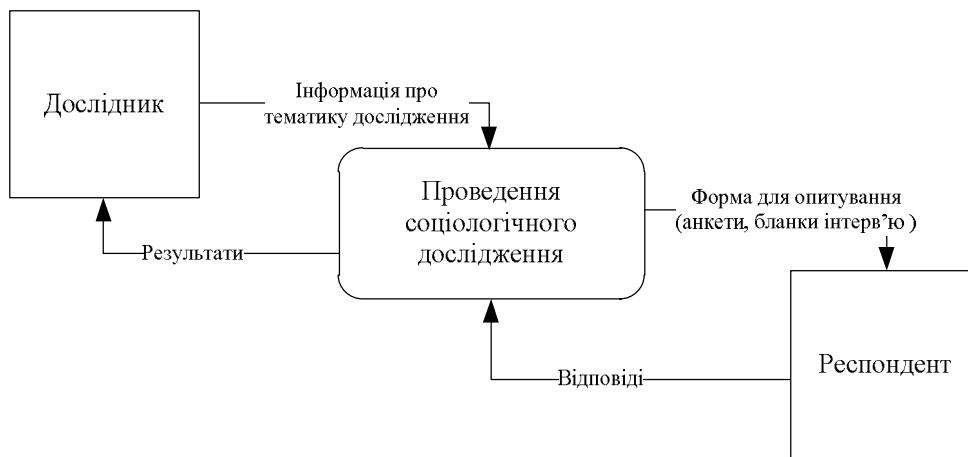 Дослідник
Інформація про
тематику дослідження
Проведення
соціологічного
дослідження
Форма для опитування
(анкети, бланки інтерв’ю )
Результати
Респондент
Відповіді